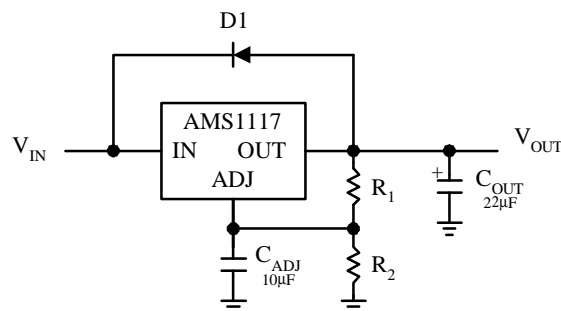 D1
AMS1117
V_IN
IN OUT
V_OUT
ADJ
R_1
+
C_OUT
22µF
C_ADJ
10µF
R_2